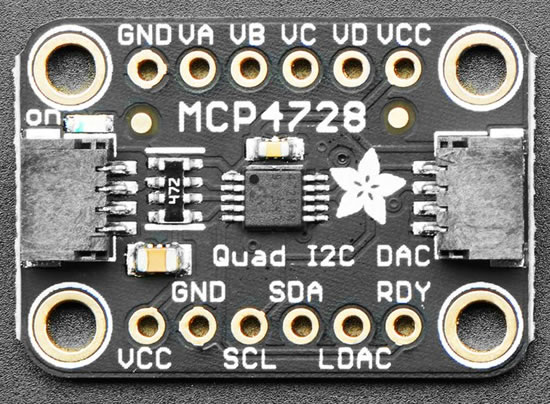 GND VA VB VC VD VCC
on
MCP4728
472
Quad I2C DAC
GND SDA RDY
VCC SCL LDAC